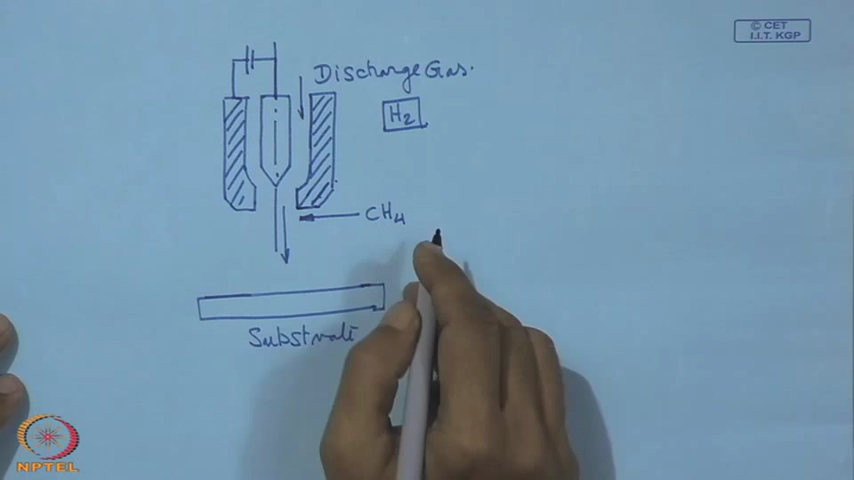 © CET
I.I.T. KGP
Discharge Gas.
H2
CH4
Substrate
NPTEL